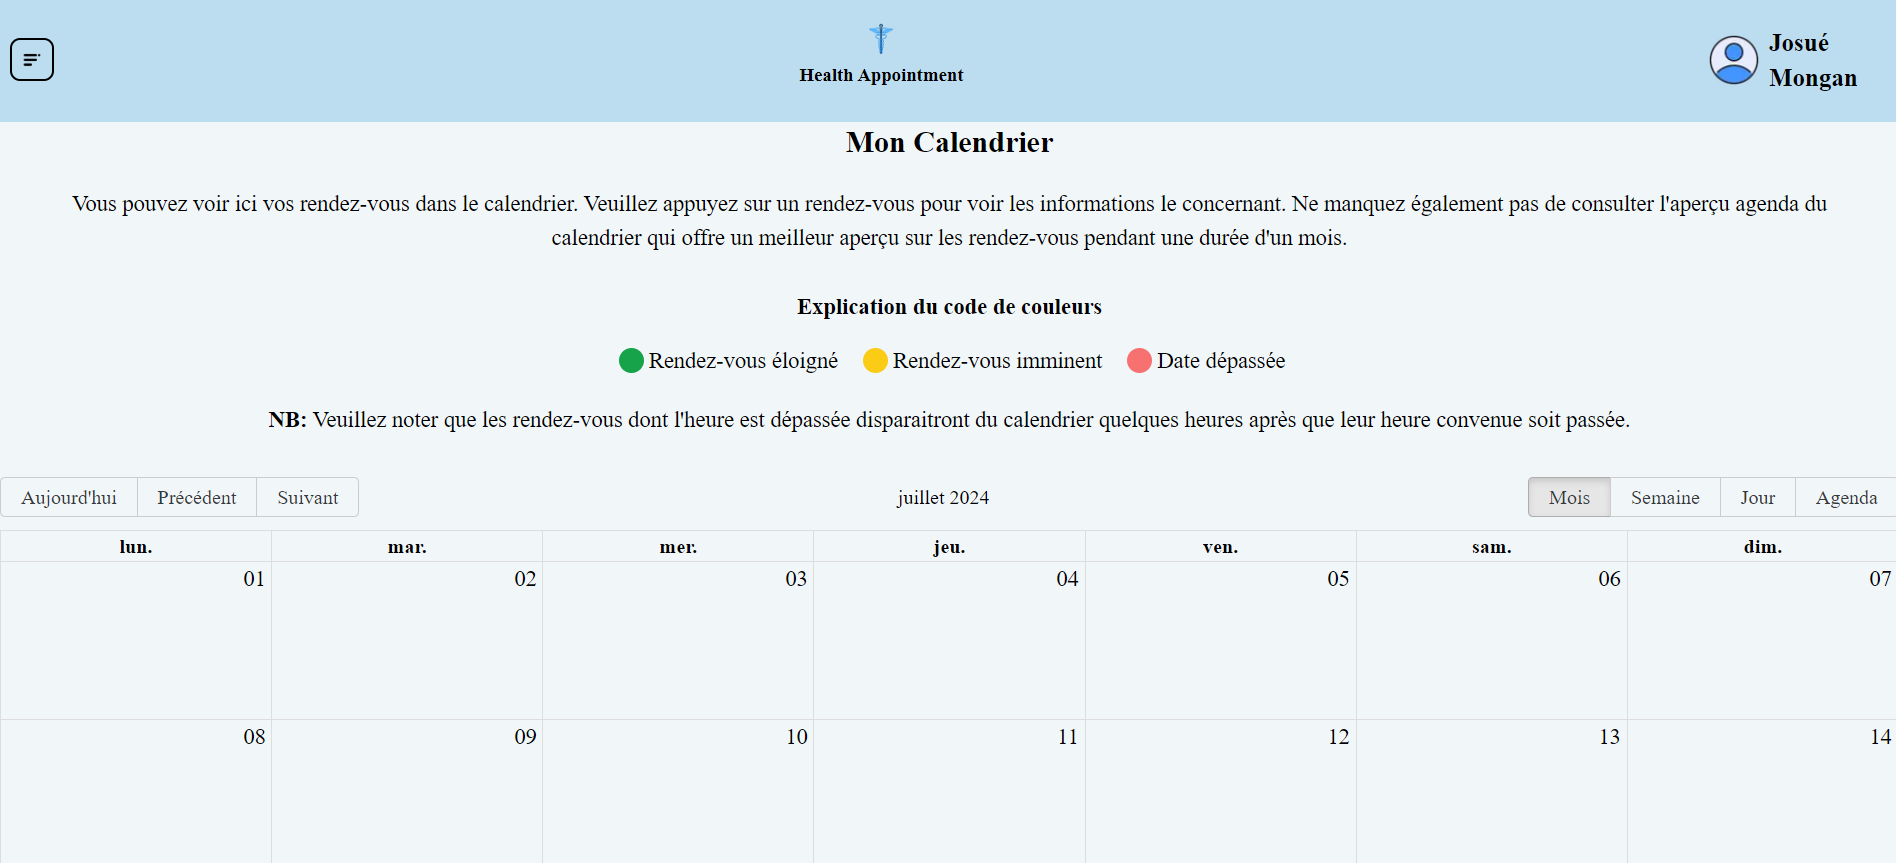 Health Appointment
Josué
Mongan
Mon Calendrier
Vous pouvez voir ici vos rendez-vous dans le calendrier. Veuillez appuyez sur un rendez-vous pour voir les informations le concernant. Ne manquez également pas de consulter l'aperçu agenda du
calendrier qui offre un meilleur aperçu sur les rendez-vous pendant une durée d'un mois.
Explication du code de couleurs
Rendez-vous éloigné Rendez-vous imminent Date dépassée
NB: Veuillez noter que les rendez-vous dont l'heure est dépassée disparaitront du calendrier quelques heures après que leur heure convenue soit passée.
Aujourd'hui Précédent Suivant juillet 2024 Mois Semaine Jour Agenda
lun. mar. mer. jeu. ven. sam. dim.
01 02 03 04 05 06 07
08 09 10 11 12 13 14